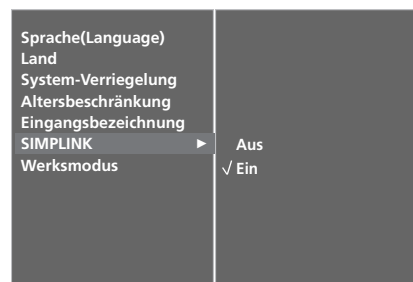 Sprache(Language)
Land
System-Verriegelung
Altersbeschränkung
Eingangsbezeichnung
SIMPLINK ►
Werksmodus
Aus
√ Ein